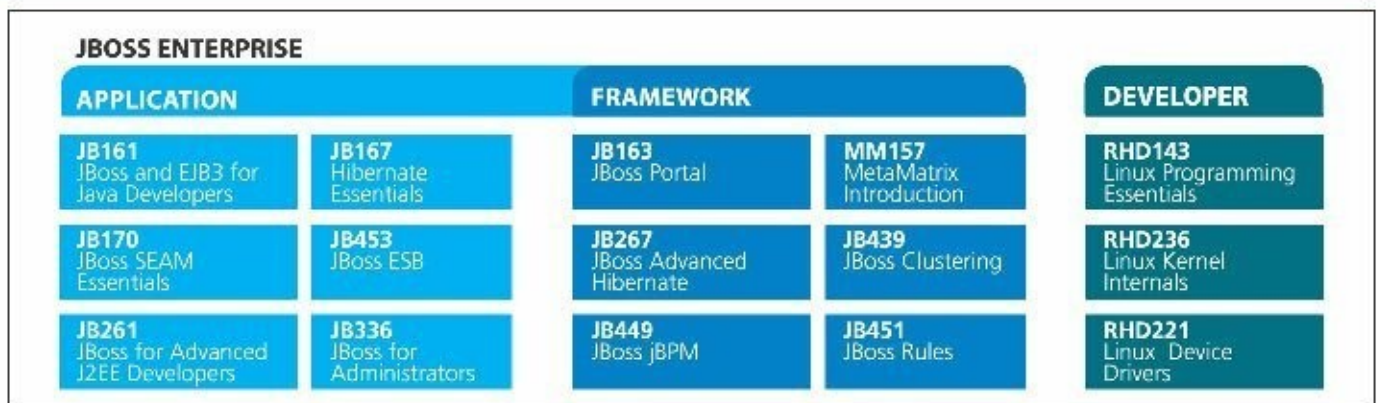 JBOSS ENTERPRISE
APPLICATION
FRAMEWORK
DEVELOPER
JB161
JBoss and EJB3 for
Java Developers
JB167
Hibernate
Essentials
JB163
JBoss Portal
MM157
MetaMatrix
Introduction
RHD143
Linux Programming
Essentials
JB170
JBoss SEAM
Essentials
JB453
JBoss ESB
JB267
JBoss Advanced
Hibernate
JB439
JBoss Clustering
RHD236
Linux Kernel
Internals
JB261
JBoss for Advanced
J2EE Developers
JB336
JBoss for
Administrators
JB449
JBoss jBPM
JB451
JBoss Rules
RHD221
Linux Device
Drivers